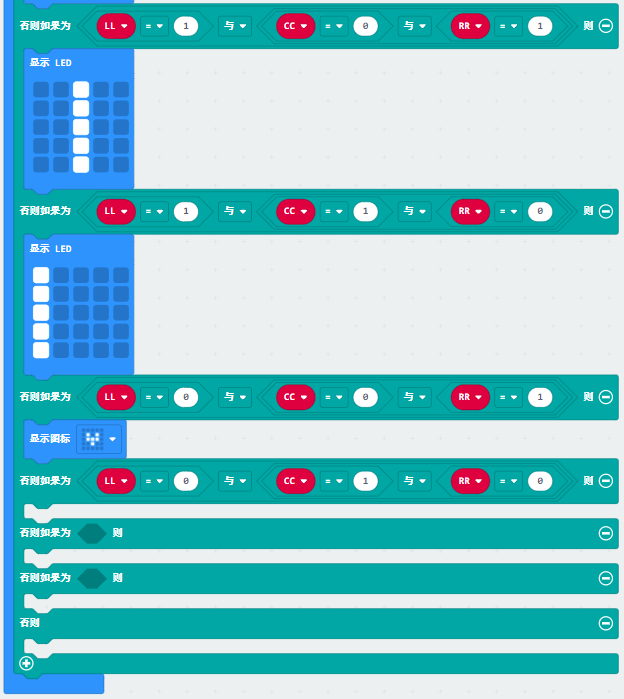 否则如果为 LL = 1 与 CC = 0 与 RR = 1 则
显示 LED
否则如果为 LL = 1 与 CC = 1 与 RR = 0 则
显示 LED
否则如果为 LL = 0 与 CC = 0 与 RR = 1 则
显示图标
否则如果为 LL = 0 与 CC = 1 与 RR = 0 则
否则如果为 则
否则如果为 则
否则